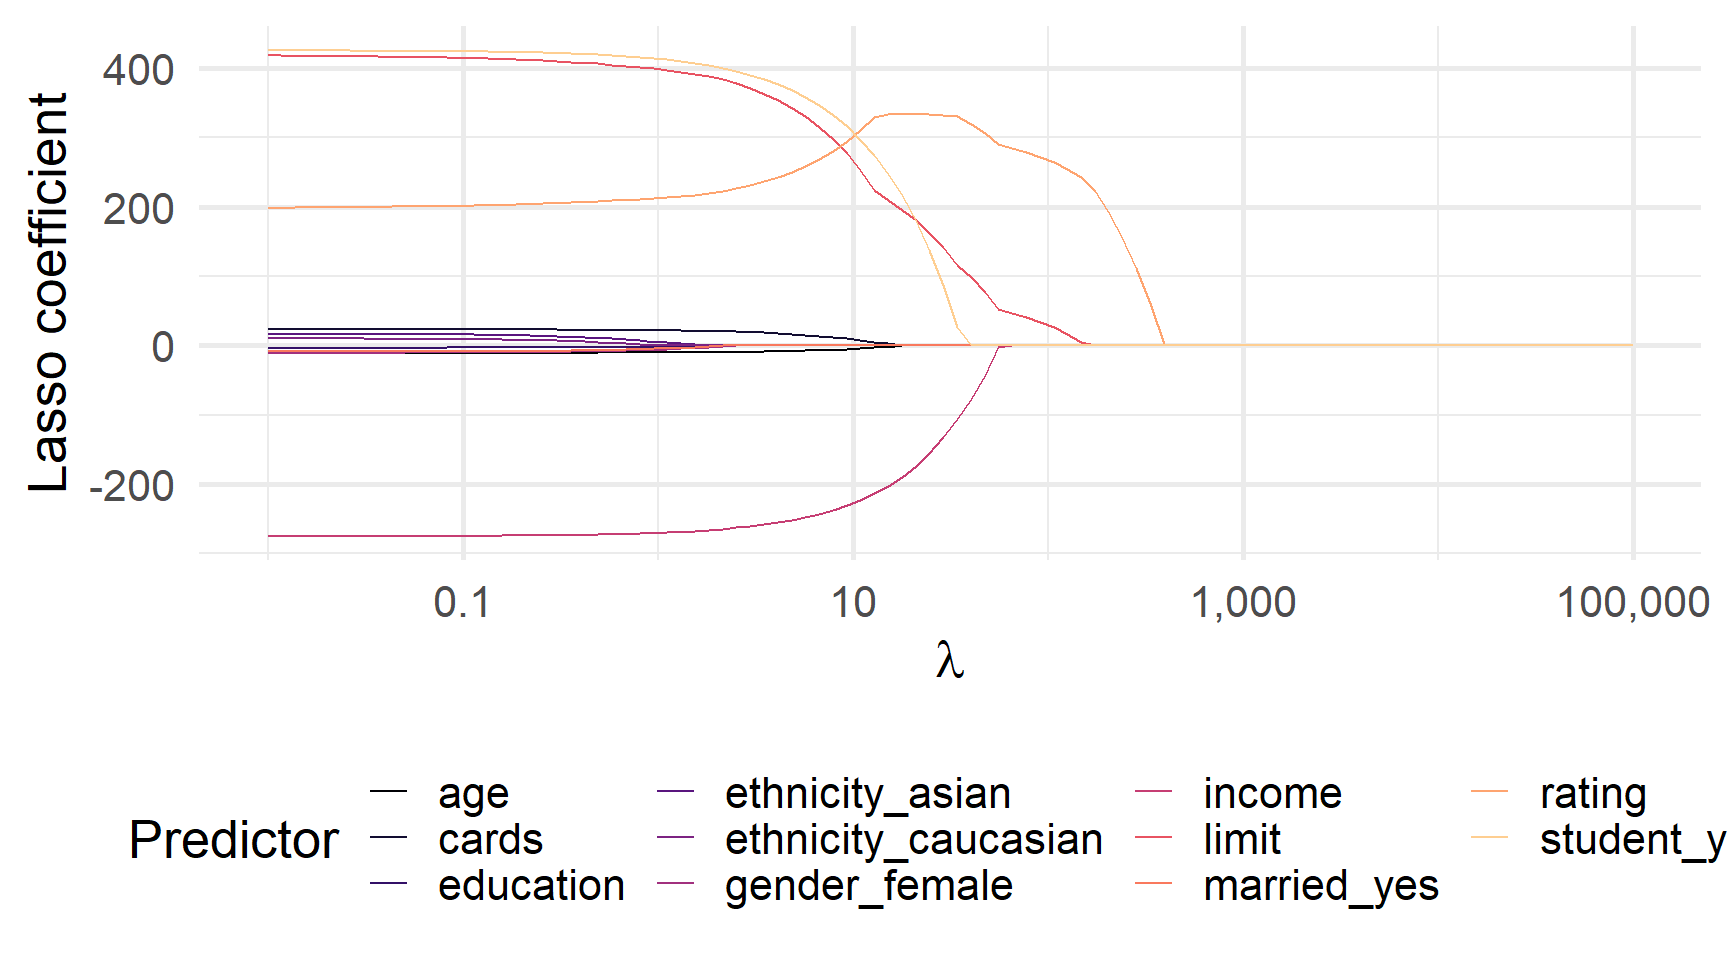 Lasso coefficient
400
200
0
-200
0.1 10 1,000 100,000
λ
Predictor
age ethnicity_asian income rating
cards ethnicity_caucasian limit student_y
education gender_female married_yes